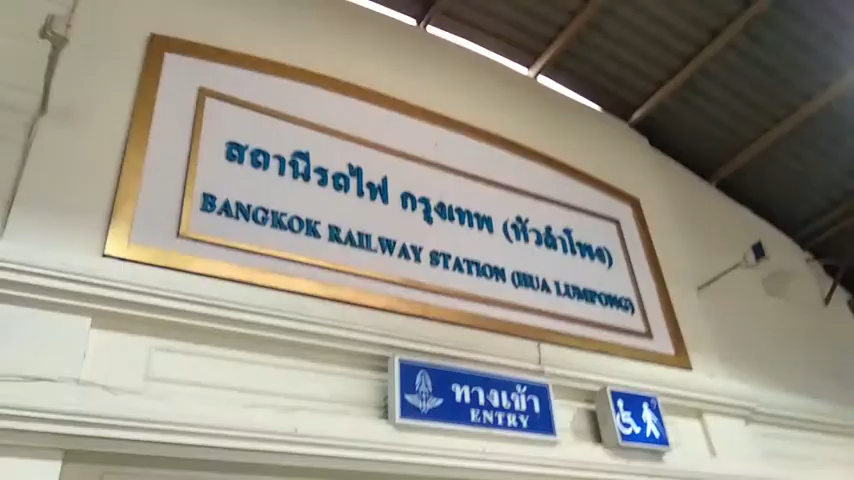 สถานีรถไฟ กรุงเทพ (หัวลำโพง)
BANGKOK RAILWAY STATION (HUA LUMPONG)
ทางเข้า
ENTRY